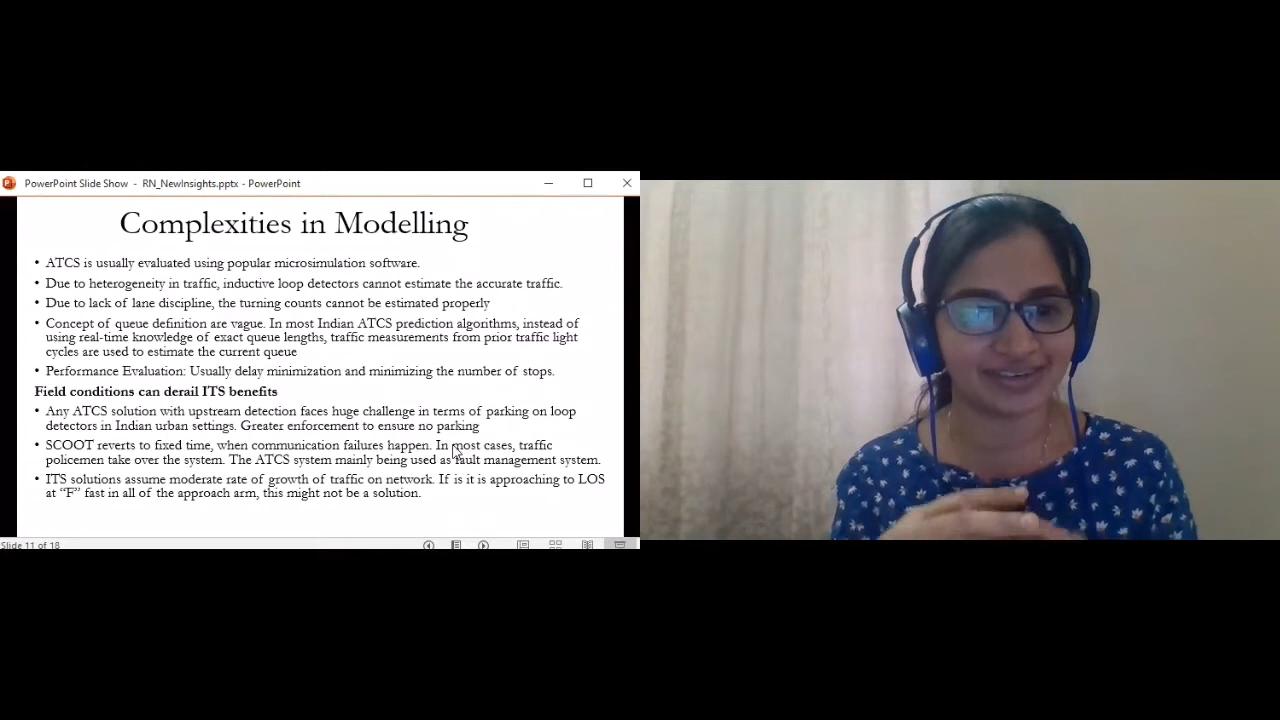 PowerPoint Slide Show - RN_NewInsights.pptx - PowerPoint
Complexities in Modelling
• ATCS is usually evaluated using popular microsimulation software.
• Due to heterogeneity in traffic, inductive loop detectors cannot estimate the accurate traffic.
• Due to lack of lane discipline, the turning counts cannot be estimated properly
• Concept of queue definition are vague. In most Indian ATCS prediction algorithms, instead of
using real-time knowledge of exact queue lengths, traffic measurements from prior traffic light
cycles are used to estimate the current queue
• Performance Evaluation: Usually delay minimization and minimizing the number of stops.
Field conditions can derail ITS benefits
• Any ATCS solution with upstream detection faces huge challenge in terms of parking on loop
detectors in Indian urban settings. Greater enforcement to ensure no parking
• SCOOT reverts to fixed time, when communication failures happen. In most cases, traffic
policemen take over the system. The ATCS system mainly being used as fault management system.
• ITS solutions assume moderate rate of growth of traffic on network. If is it is approaching to LOS
at “F” fast in all of the approach arm, this might not be a solution.
Slide 11 of 18